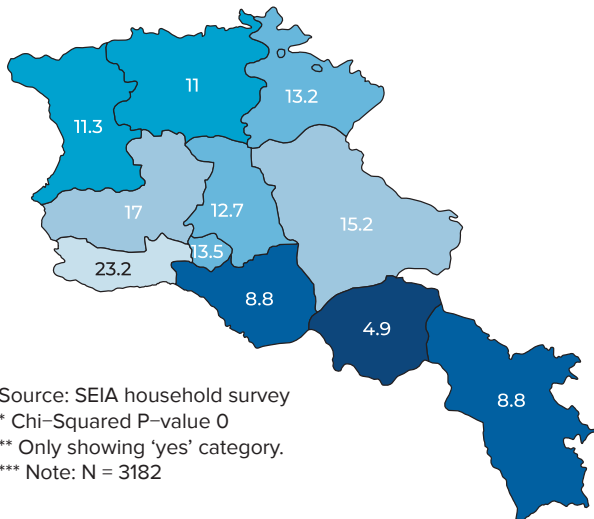 11
13.2
11.3
17
12.7
15.2
13.5
23.2
8.8
4.9
8.8
Source: SEIA household survey
* Chi–Squared P–value 0
** Only showing ‘yes’ category.
*** Note: N = 3182